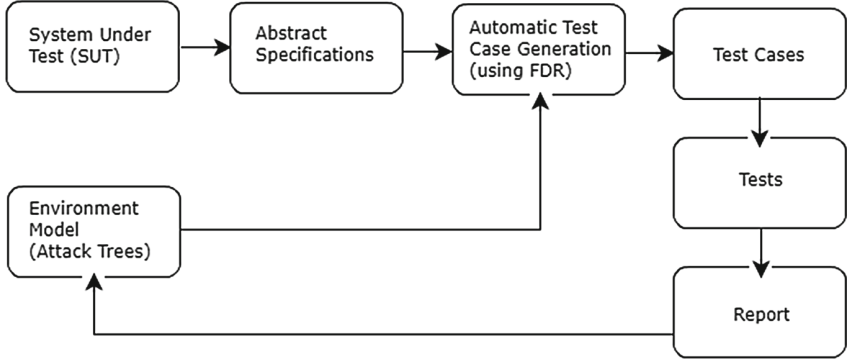 System Under
Test (SUT)
Abstract
Specifications
Automatic Test
Case Generation
(using FDR)
Test Cases
Tests
Environment
Model
(Attack Trees)
Report